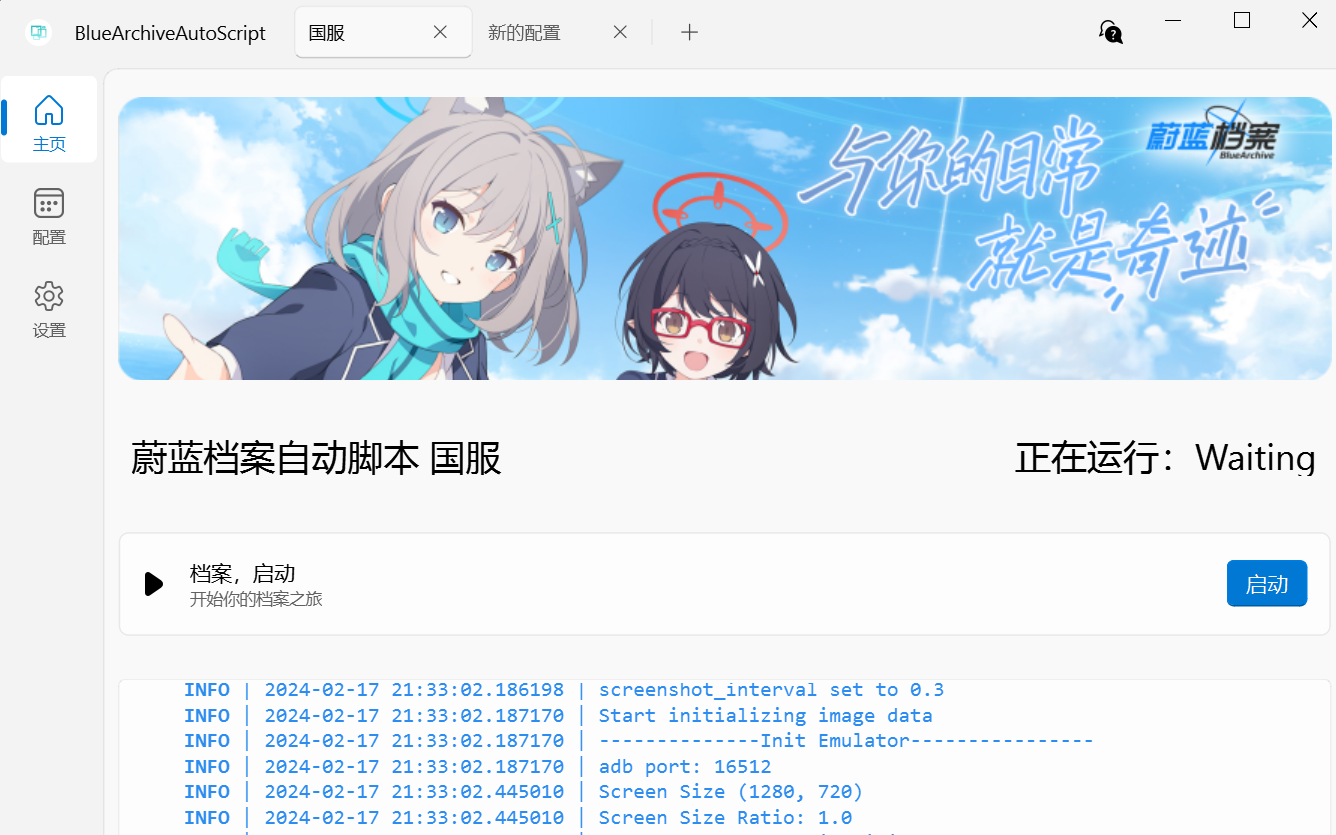 BlueArchiveAutoScript
国服
新的配置
主页
配置
设置
与你的日常
就是奇迹
蔚蓝档案
BlueArchive
蔚蓝档案自动脚本 国服
正在运行：Waiting
档案，启动
开始你的档案之旅
启动
INFO | 2024-02-17 21:33:02.186198 | screenshot_interval set to 0.3
INFO | 2024-02-17 21:33:02.187170 | Start initializing image data
INFO | 2024-02-17 21:33:02.187170 | --------------Init Emulator----------------
INFO | 2024-02-17 21:33:02.187170 | adb port: 16512
INFO | 2024-02-17 21:33:02.445010 | Screen Size (1280, 720)
INFO | 2024-02-17 21:33:02.445010 | Screen Size Ratio: 1.0